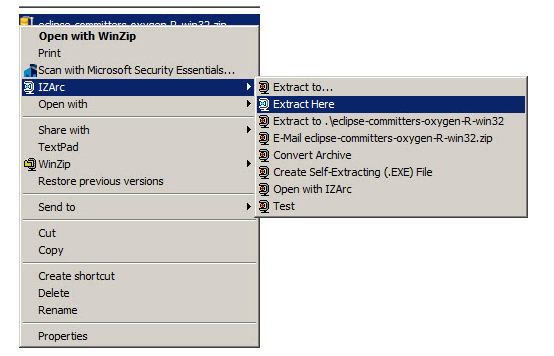 eclipse-committers-oxygen-R-win32.zip
Open with WinZip
Print
Scan with Microsoft Security Essentials...
IZArc
Open with
Share with
TextPad
WinZip
Restore previous versions
Send to
Cut
Copy
Create shortcut
Delete
Rename
Properties
Extract to...
Extract Here
Extract to .\eclipse-committers-oxygen-R-win32
E-Mail eclipse-committers-oxygen-R-win32.zip
Convert Archive
Create Self-Extracting (.EXE) File
Open with IZArc
Test